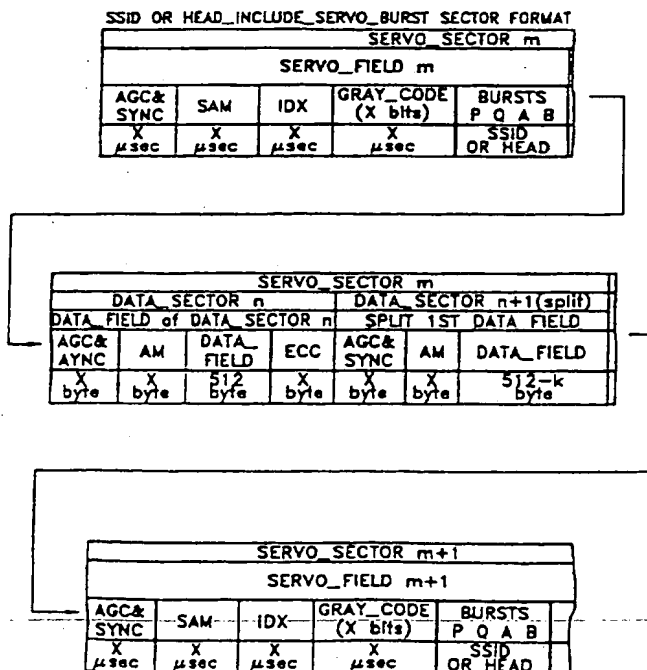 SSID OR HEAD_INCLUDE_SERVO_BURST SECTOR FORMAT
SERVO_SECTOR m
SERVO_FIELD m
AGC& SYNC SAM IDX GRAY_CODE (X bits) BURSTS P Q A B
X µsec X µsec X µsec X µsec SSID OR HEAD
SERVO_SECTOR m
DATA_SECTOR n DATA_SECTOR n+1(split)
DATA_FIELD of DATA_SECTOR n SPLIT 1ST DATA FIELD
AGC& AYNC AM DATA_FIELD ECC AGC& SYNC AM DATA_FIELD
X byte X byte 512 byte X byte X byte X byte 512-k byte
SERVO_SECTOR m+1
SERVO_FIELD m+1
AGC& SYNC SAM IDX GRAY_CODE (X bits) BURSTS P Q A B
X µsec X µsec X µsec X µsec SSID OR HEAD